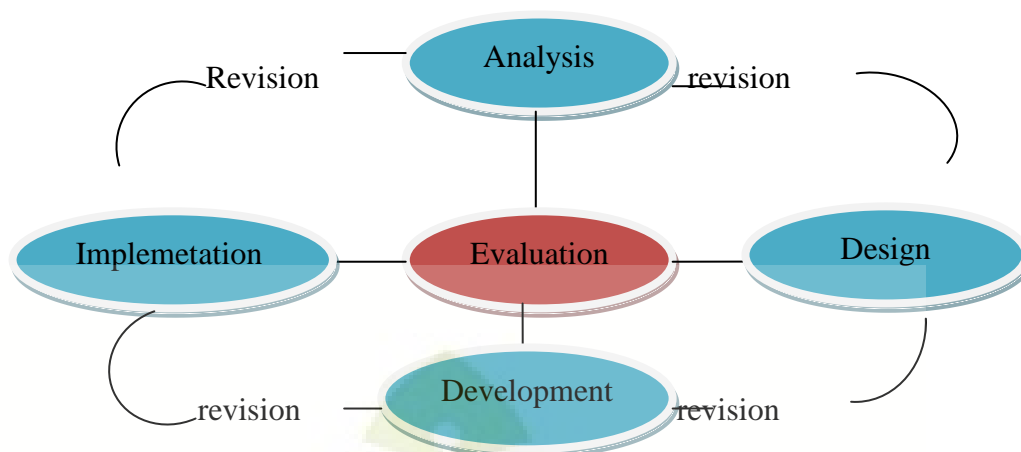 Analysis
Revision
revision
Implemetation
Evaluation
Design
Development
revision
revision